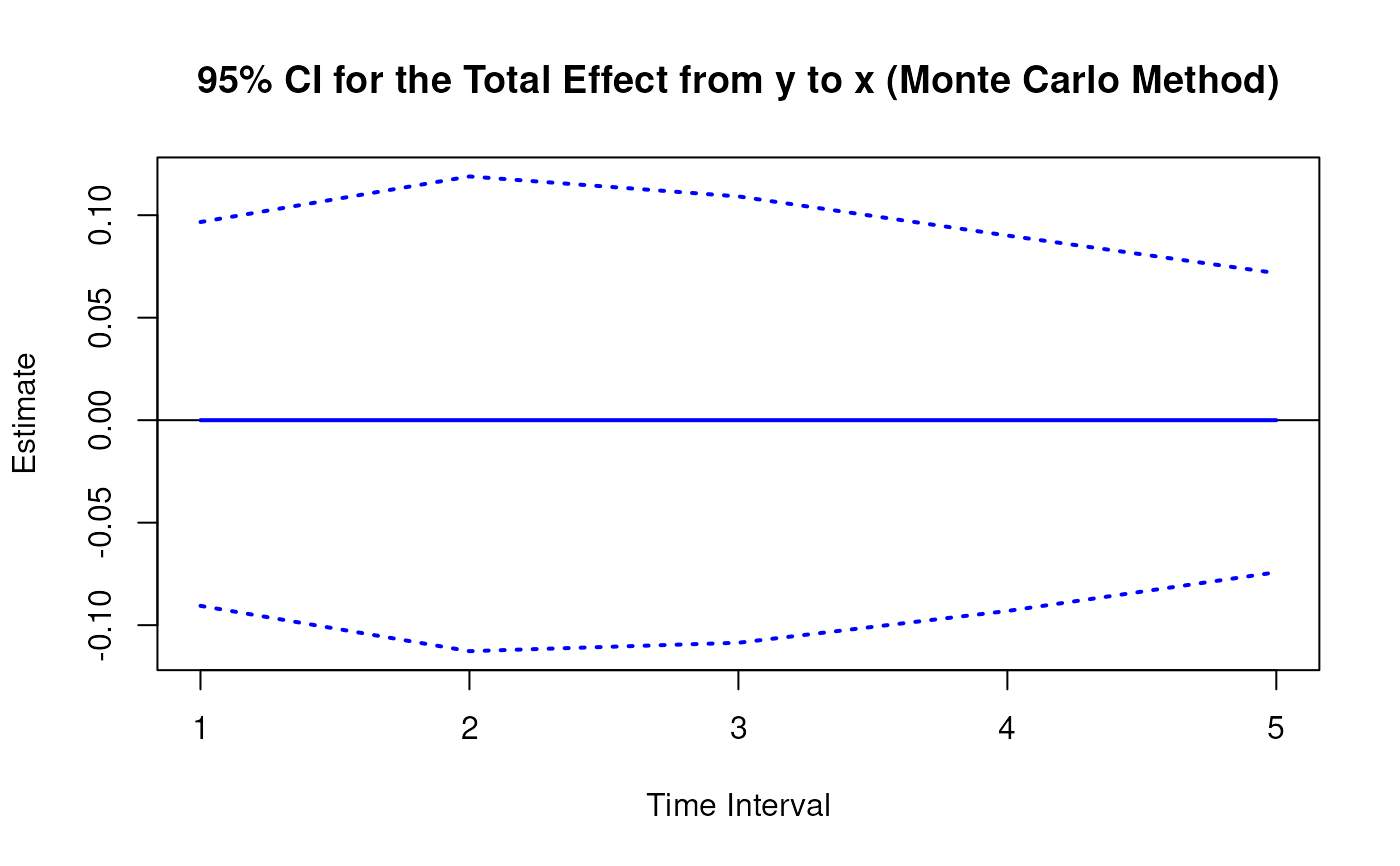 95% CI for the Total Effect from y to x (Monte Carlo Method)
Estimate
0.10
0.05
0.00
-0.05
-0.10
1 2 3 4 5
Time Interval